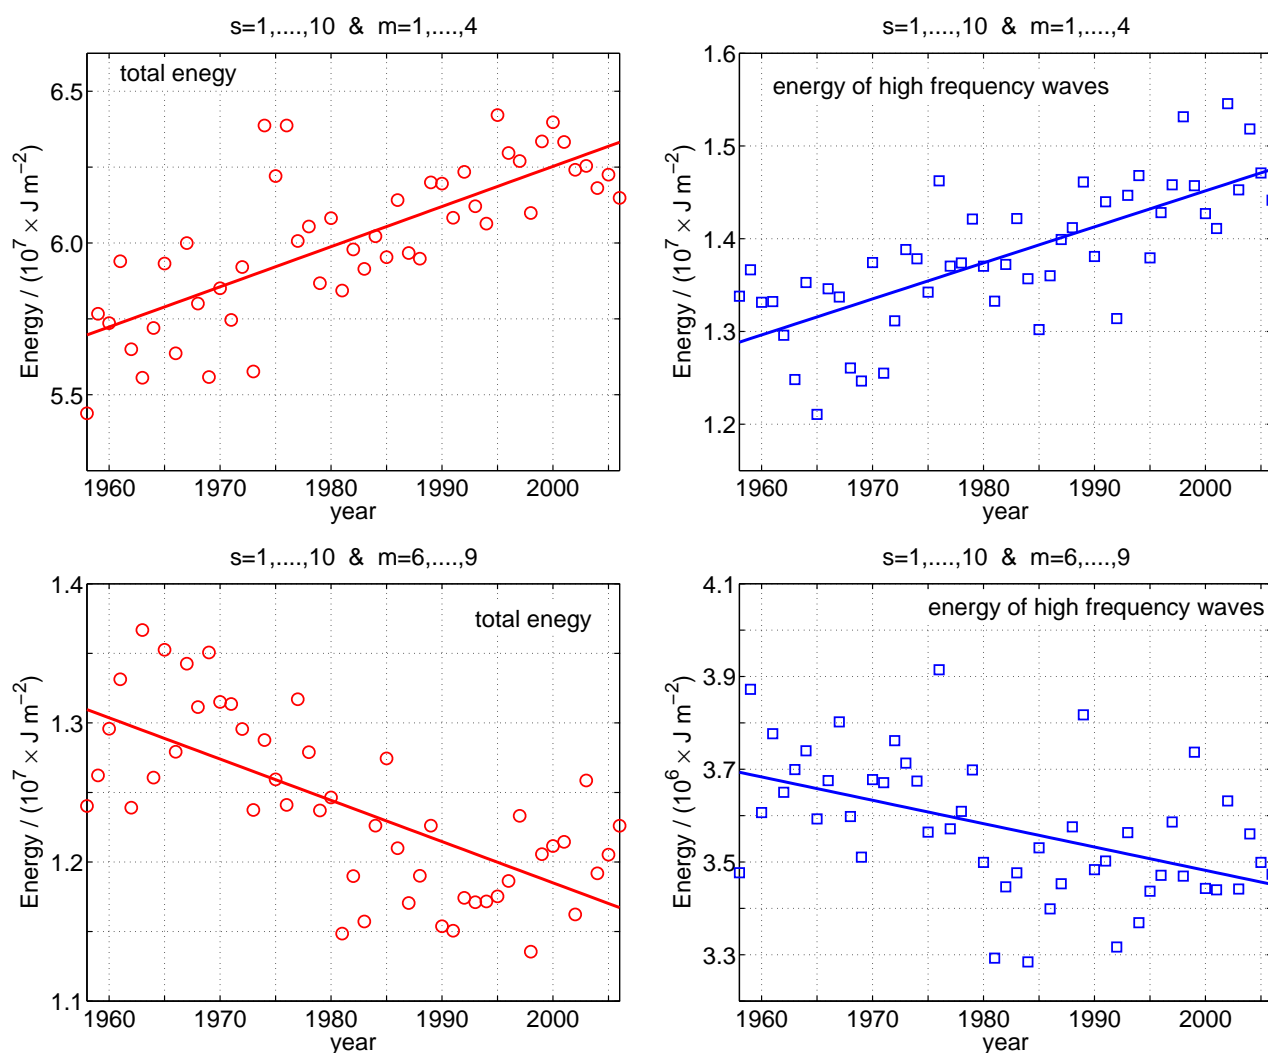 s=1,....,10 & m=1,....,4
total enegy
6.5
6.0
5.5
Energy / (10⁷ × J m⁻²)
1960 1970 1980 1990 2000
year
s=1,....,10 & m=1,....,4
energy of high frequency waves
1.6
1.5
1.4
1.3
1.2
Energy / (10⁷ × J m⁻²)
1960 1970 1980 1990 2000
year
s=1,....,10 & m=6,....,9
total energy
1.4
1.3
1.2
1.1
Energy / (10⁷ × J m⁻²)
1960 1970 1980 1990 2000
year
s=1,....,10 & m=6,....,9
energy of high frequency waves
4.1
3.9
3.7
3.5
3.3
Energy / (10⁶ × J m⁻²)
1960 1970 1980 1990 2000
year